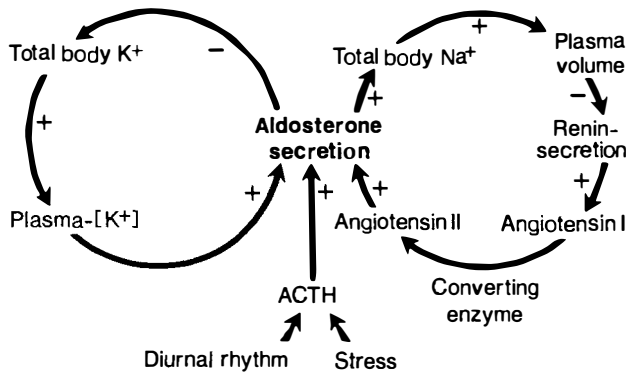 +
Total body K+
−
Total body Na+
Plasma
volume
+
+
−
Aldosterone
secretion
Renin-
secretion
+
+
+
+
Plasma-[K+]
Angiotensin II
Angiotensin I
ACTH
Converting
enzyme
Diurnal rhythm
Stress